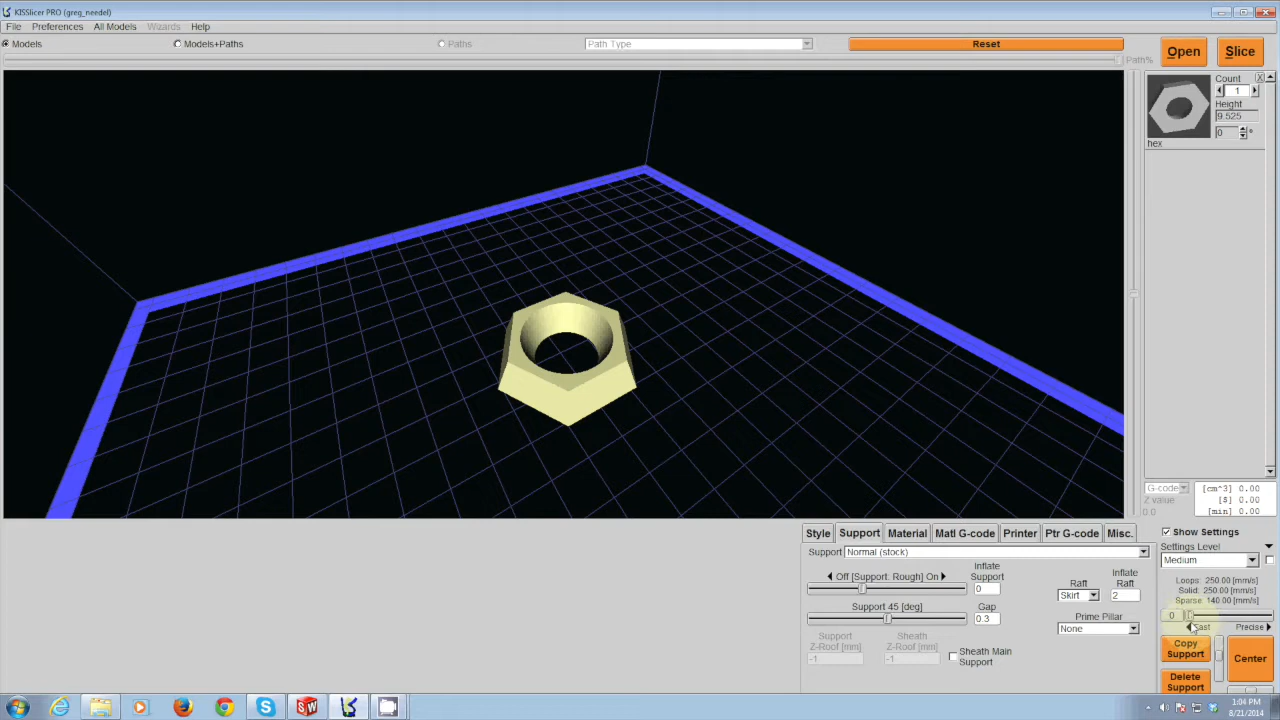 KISSlicer PRO (greg_needel)
File Preferences All Models Wizards Help
Models Models+Paths Paths Path Type Reset Open Slice
Path%
Count
1
Height
9.525
0 °
hex
G-code
Z value
0.0
[cm^3] 0.00
[$] 0.00
[min] 0.00
Style Support Material Matl G-code Printer Ptr G-code Misc.
Show Settings
Settings Level
Medium
Support Normal (stock)
Off [Support: Rough] On
Inflate Support
0
Raft
Skirt
Inflate Raft
2
Support 45 [deg]
Gap
0.3
Prime Pillar
None
Support Z-Roof [mm]
-1
Sheath Z-Roof [mm]
-1
Sheath Main Support
Loops: 250.00 [mm/s]
Solid: 250.00 [mm/s]
Sparse: 140.00 [mm/s]
0
Fast Precise
Copy Support
Center
Delete Support
1:04 PM
8/21/2014